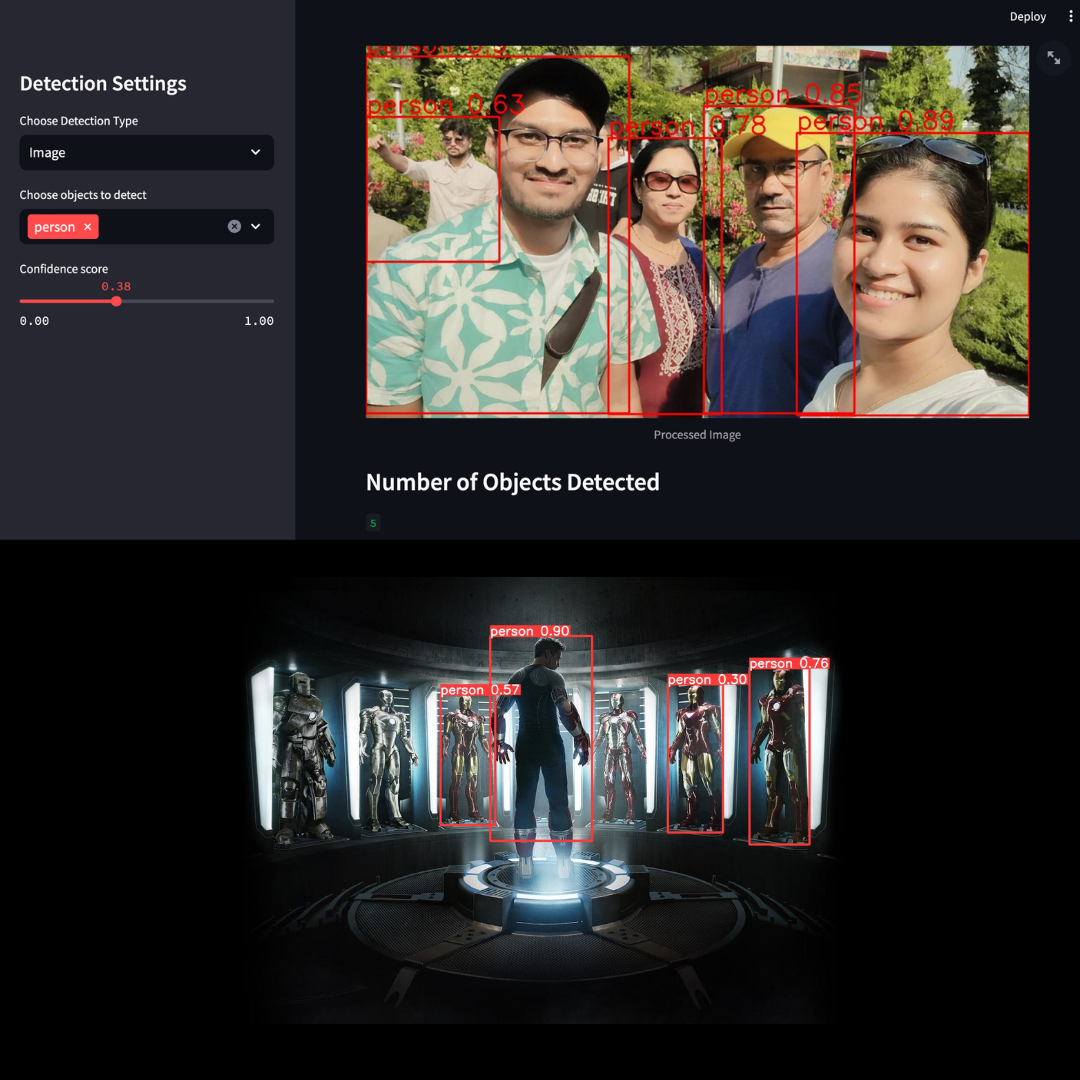 Deploy
Detection Settings
Choose Detection Type
Image
Choose objects to detect
person
Confidence score
0.38
0.00
1.00
person 0.9
person 0.63
person 0.78
person 0.85
person 0.89
Processed Image
Number of Objects Detected
5
person 0.90
person 0.57
person 0.30
person 0.76